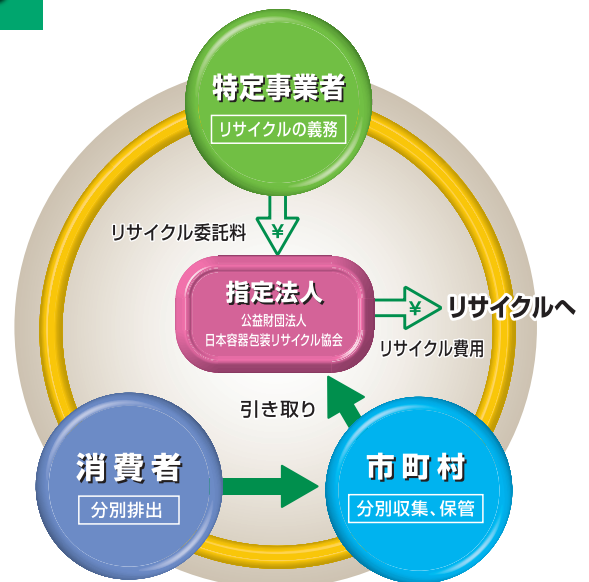 特定事業者
リサイクルの義務
リサイクル委託料
¥
指定法人
公益財団法人
日本容器包装リサイクル協会
¥
リサイクルへ
リサイクル費用
引き取り
消費者
分別排出
市町村
分別収集、保管